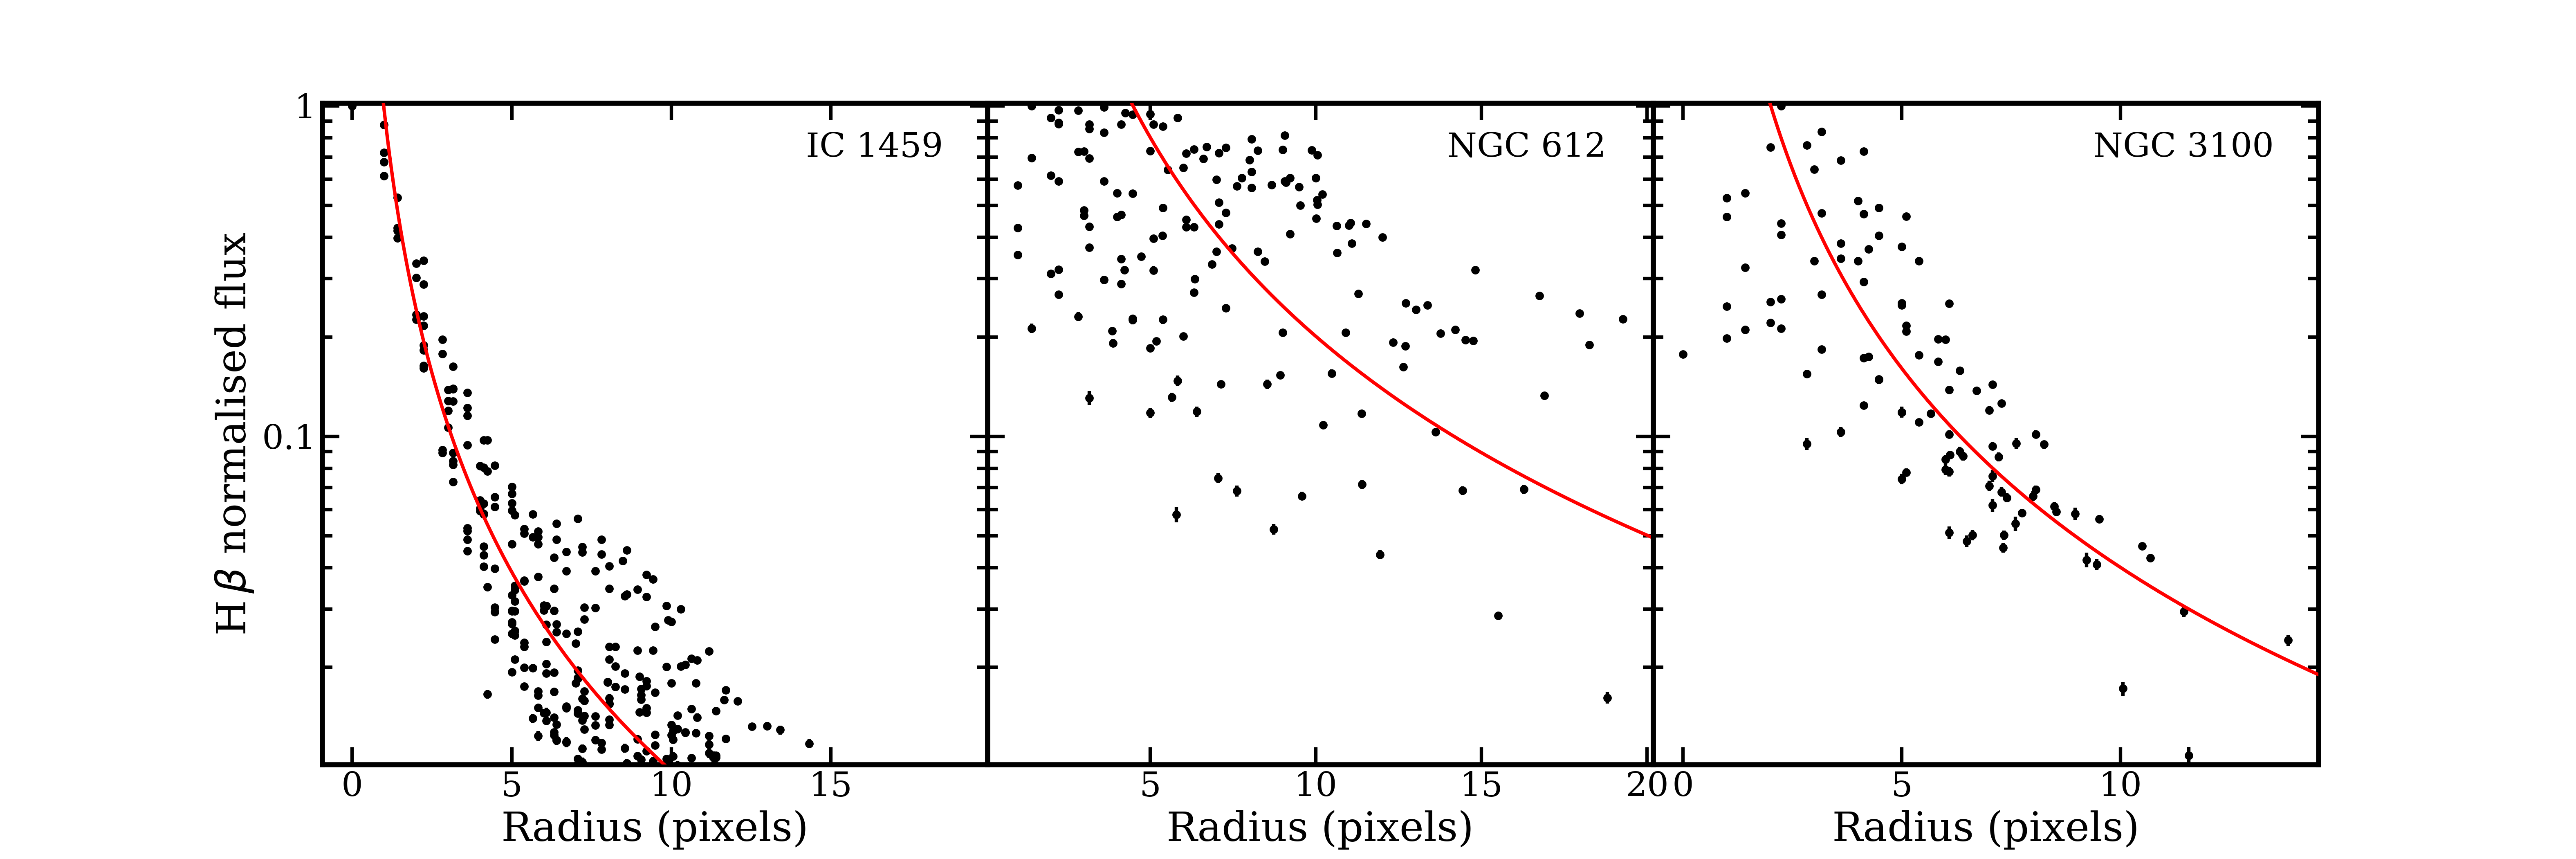 IC 1459
NGC 612
NGC 3100
Hβ normalised flux
1
0.1
0 5 10 15
5 10 15 20
0 5 10
Radius (pixels)
Radius (pixels)
Radius (pixels)